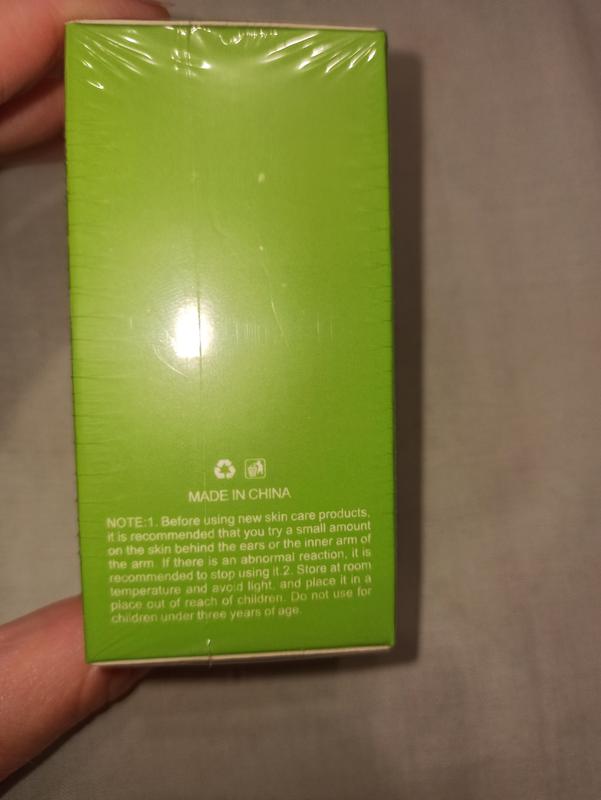 MADE IN CHINA
NOTE:1. Before using new skin care products,
it is recommended that you try a small amount
on the skin behind the ears or the inner arm of
the arm. If there is an abnormal reaction, it is
recommended to stop using it.2. Store at room
temperature and avoid light, and place it in a
place out of reach of children. Do not use for
children under three years of age.